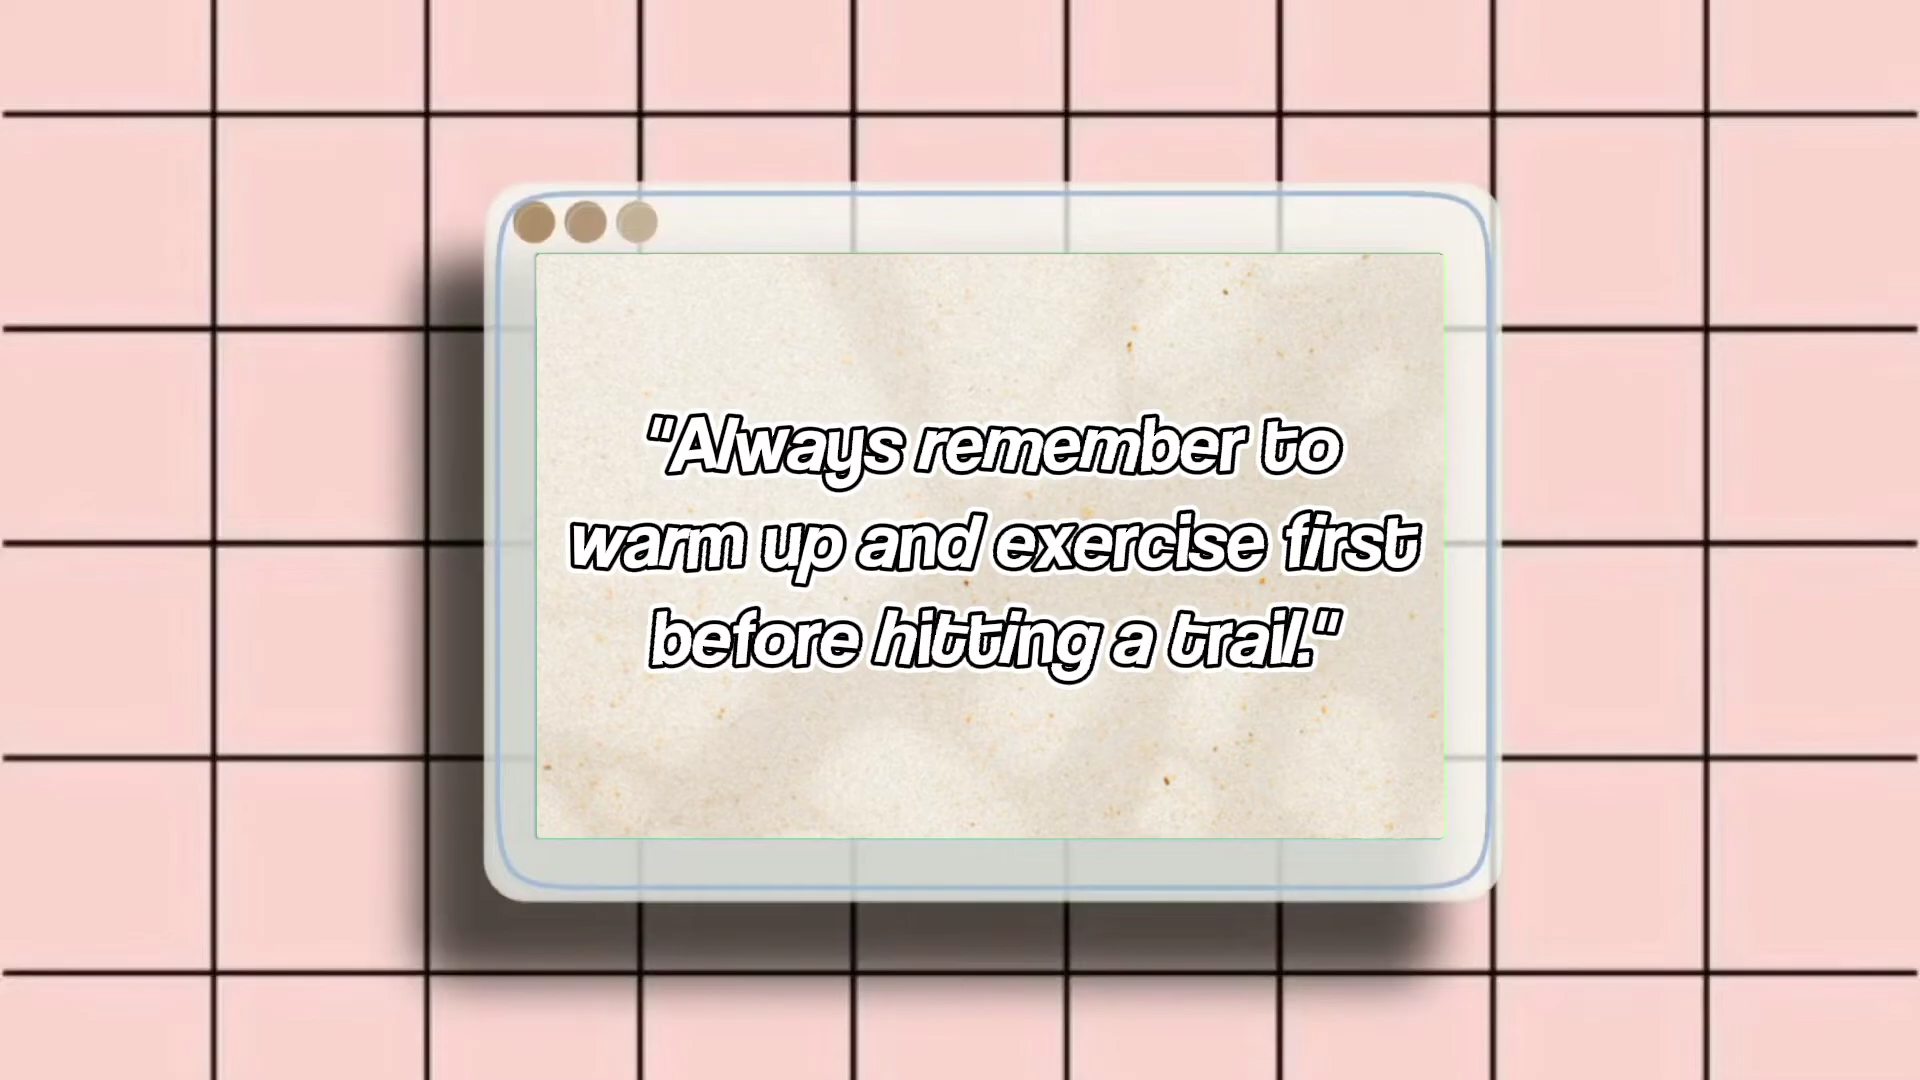 "Always remember to
warm up and exercise first
before hitting a trail."